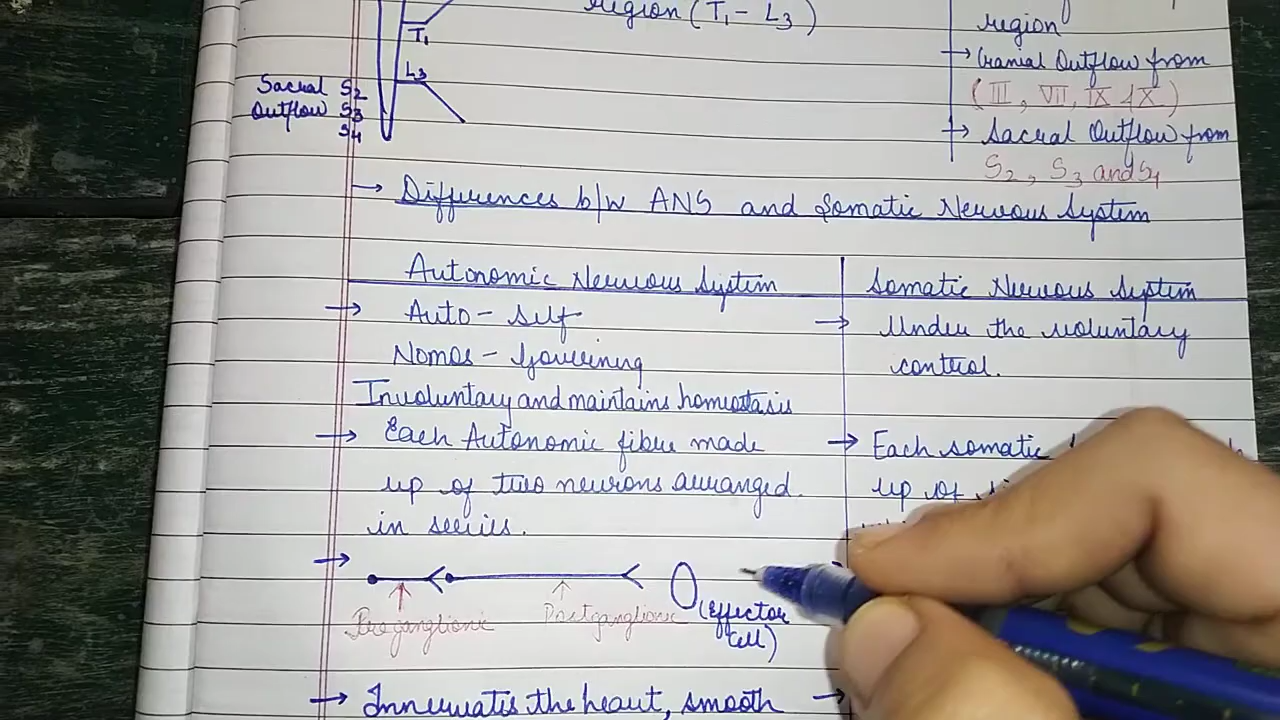 region (T1 - L3)
T1
L3
Sacral S2
Outflow S3
S4
region
→ Cranial Outflow from
(III, VII, IX & X)
→ Sacral Outflow from
S2, S3 and S4
→ Differences b/w ANS and Somatic Nervous System
Autonomic Nervous System
→ Auto - Self
Nomos - Governing
Involuntary and maintains homeostasis
→ Each Autonomic fibre made
up of two neurons arranged
in series.
→
Preganglionic
Postganglionic
(effector
cell)
→ Innervates the heart, smooth
Somatic Nervous System
→ Under the voluntary
control.
→ Each somatic
up of
→